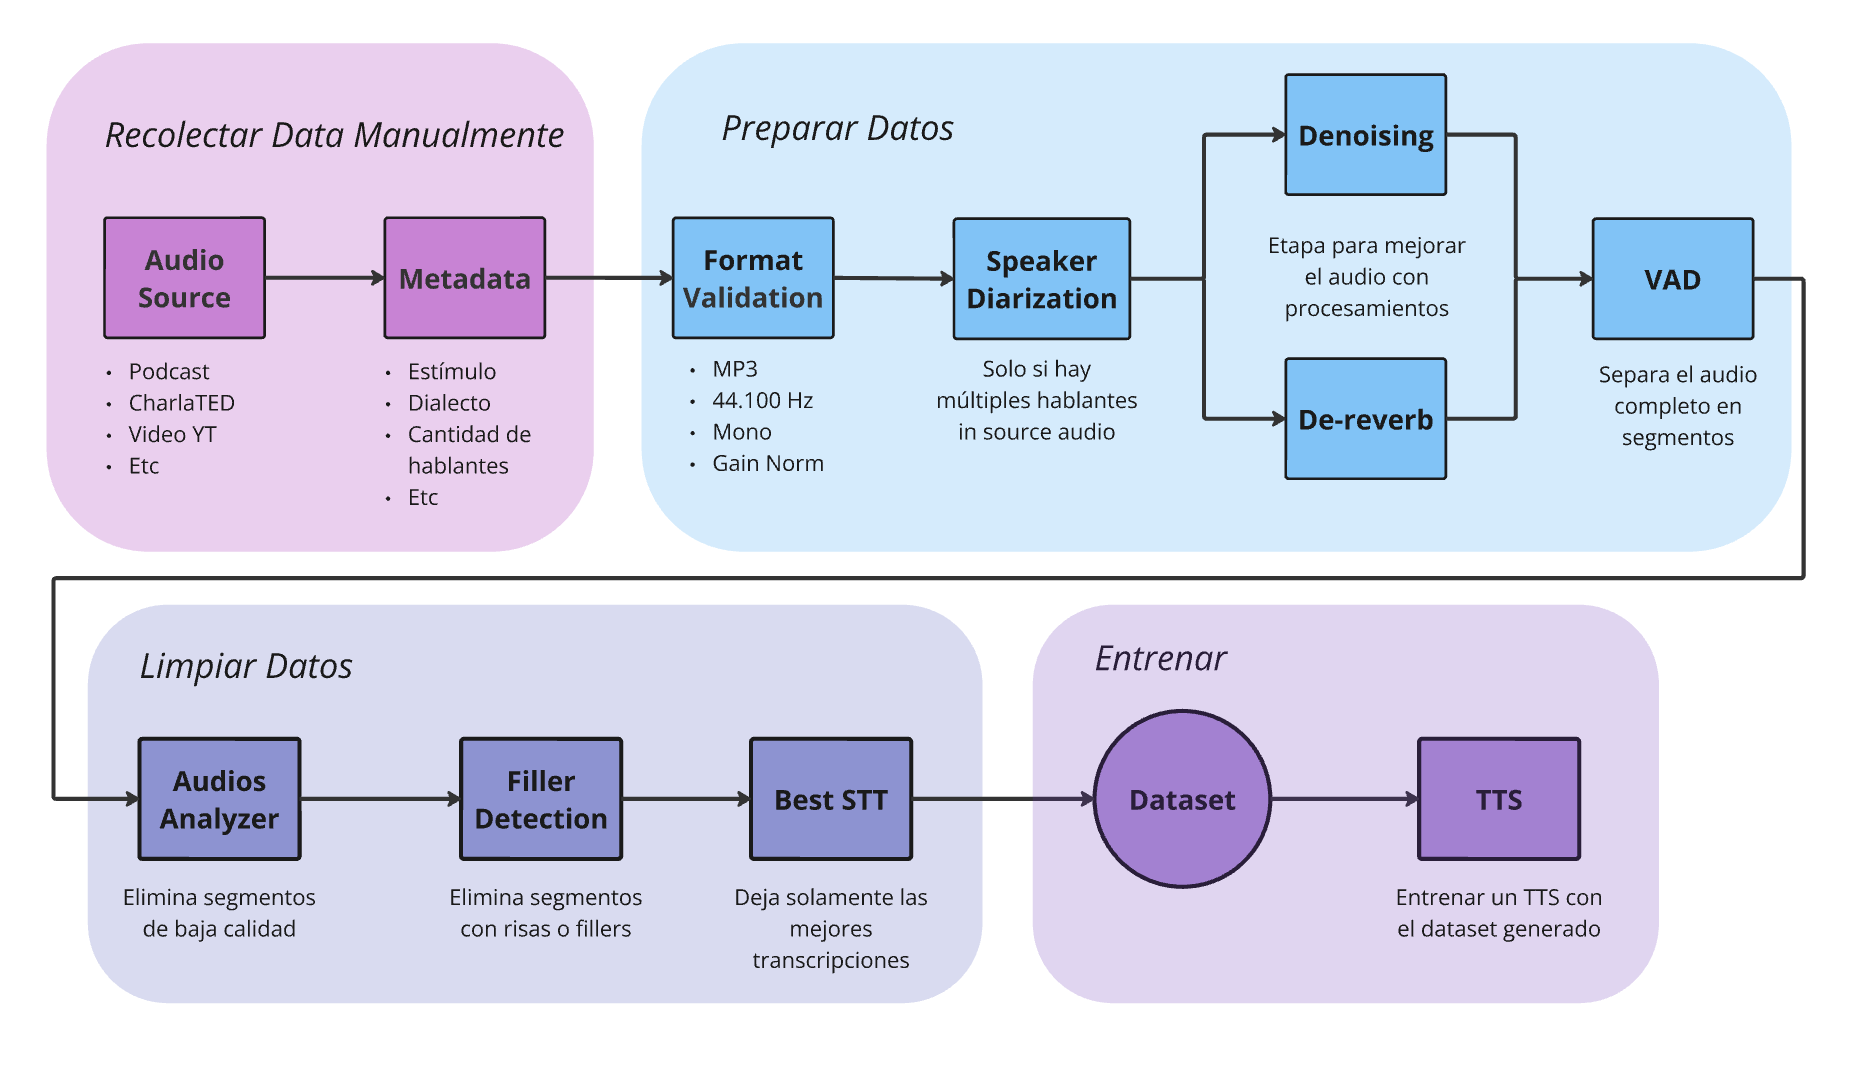 Recolectar Data Manualmente
Audio
Source
• Podcast
• CharlaTED
• Video YT
• Etc
Metadata
• Estímulo
• Dialecto
• Cantidad de
hablantes
• Etc
Preparar Datos
Format
Validation
• MP3
• 44.100 Hz
• Mono
• Gain Norm
Speaker
Diarization
Solo si hay
múltiples hablantes
in source audio
Denoising
Etapa para mejorar
el audio con
procesamientos
De-reverb
VAD
Separa el audio
completo en
segmentos
Limpiar Datos
Audios
Analyzer
Elimina segmentos
de baja calidad
Filler
Detection
Elimina segmentos
con risas o fillers
Best STT
Deja solamente las
mejores
transcripciones
Entrenar
Dataset
TTS
Entrenar un TTS con
el dataset generado